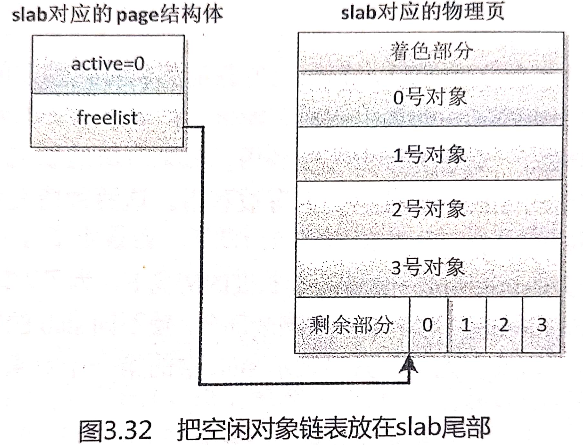 slab对应的page结构体
active=0
freelist
slab对应的物理页
着色部分
0号对象
1号对象
2号对象
3号对象
剩余部分 0 1 2 3
图3.32 把空闲对象链表放在slab尾部